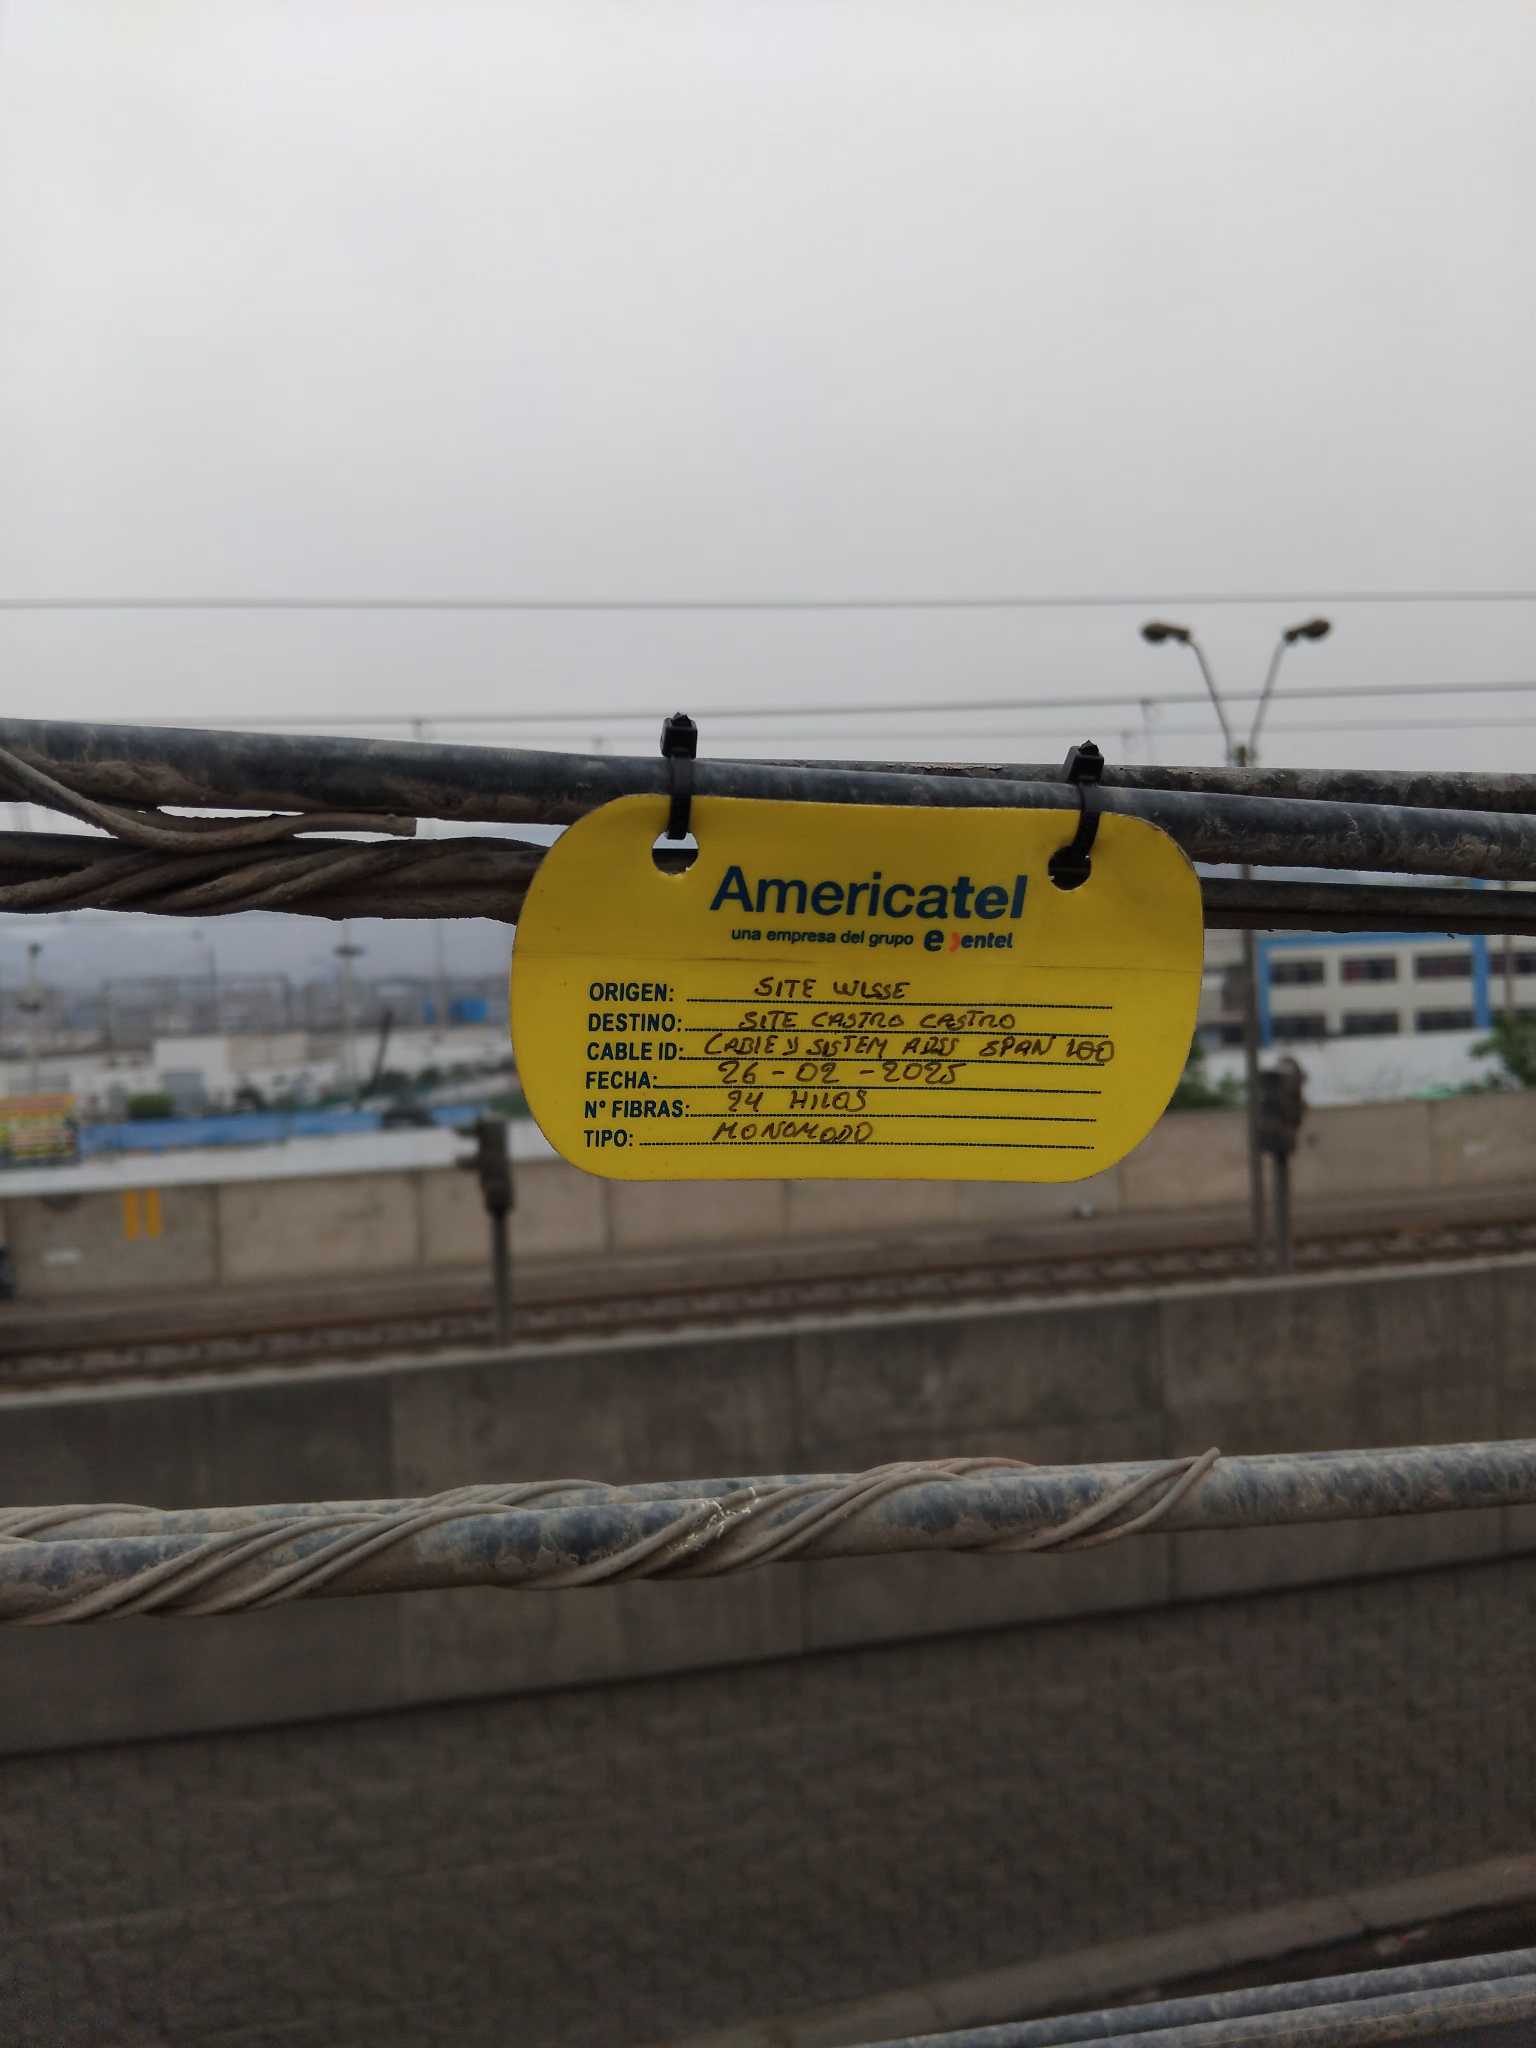 Americatel
una empresa del grupo e) entel
ORIGEN: SITE WISSE
DESTINO: SITE CASTRO CASTRO
CABLE ID: CABLE Y SISTEM ADSS SPAN 100
FECHA: 26-02-2025
N° FIBRAS: 24 HILOS
TIPO: MONOMODO